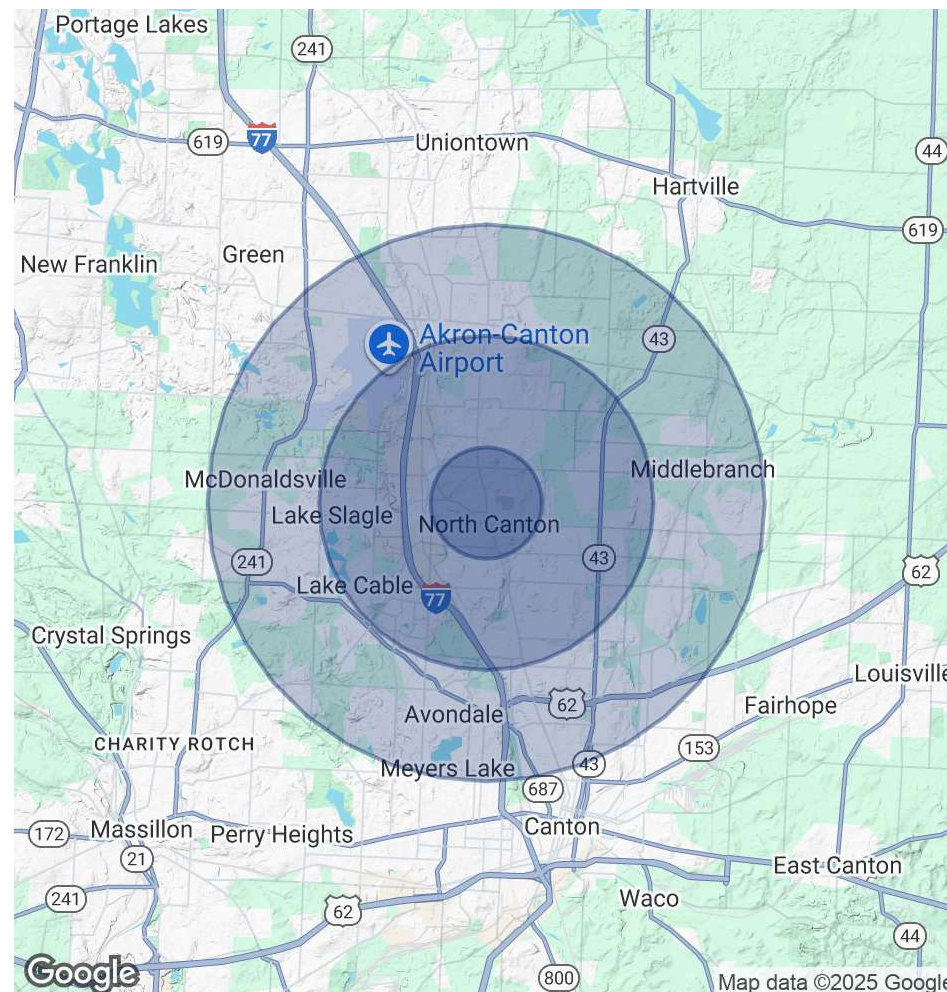 Portage Lakes
241
77
619
Uniontown
44
Hartville
619
Green
New Franklin
43
Akron-Canton
Airport
McDonaldsville
Middlebranch
Lake Slagle
North Canton
241
43
62
Lake Cable
77
Crystal Springs
Louisville
62
Fairhope
Avondale
CHARITY ROTCH
153
43
Meyers Lake
687
172
Massillon
Perry Heights
Canton
21
East Canton
241
62
Waco
44
Google
800
Map data ©2025 Google